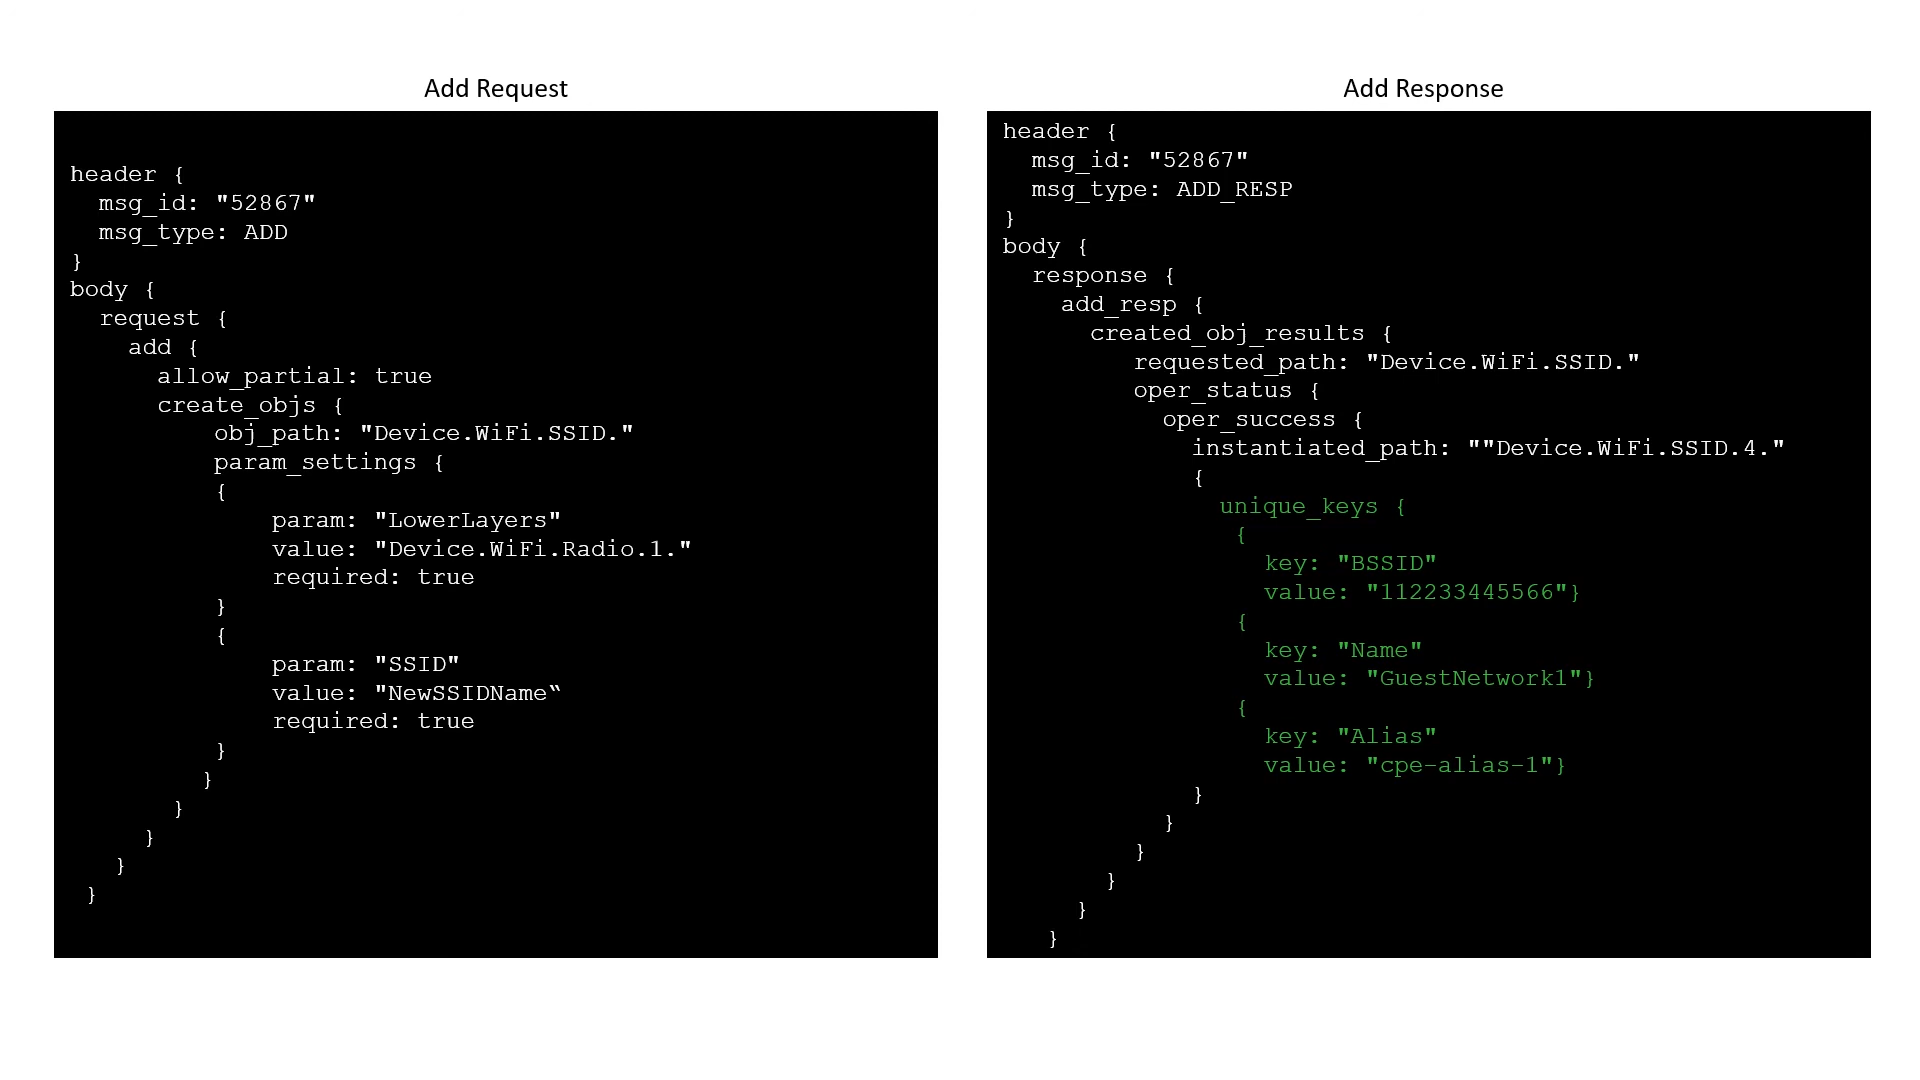 Add Request
header {
msg_id: "52867"
msg_type: ADD
}
body {
request {
add {
allow_partial: true
create_objs {
obj_path: "Device.WiFi.SSID."
param_settings {
{
param: "LowerLayers"
value: "Device.WiFi.Radio.1."
required: true
}
{
param: "SSID"
value: "NewSSIDName“
required: true
}
}
}
}
}
}
Add Response
header {
msg_id: "52867"
msg_type: ADD_RESP
}
body {
response {
add_resp {
created_obj_results {
requested_path: "Device.WiFi.SSID."
oper_status {
oper_success {
instantiated_path: ""Device.WiFi.SSID.4."
{
unique_keys {
{
key: "BSSID"
value: "112233445566"}
{
key: "Name"
value: "GuestNetwork1"}
{
key: "Alias"
value: "cpe-alias-1"}
}
}
}
}
}
}